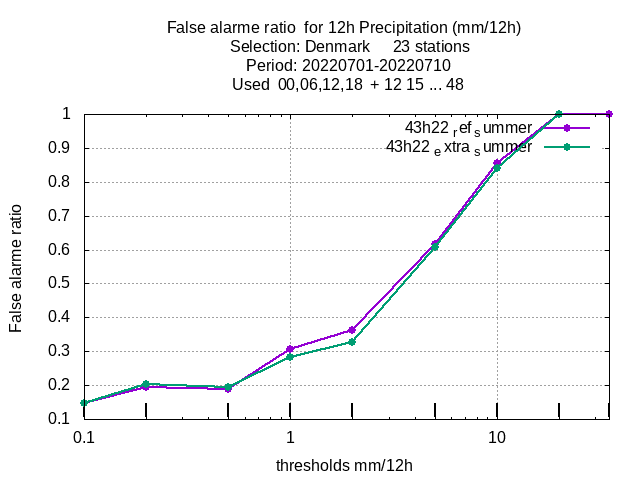 False alarme ratio for 12h Precipitation (mm/12h)
Selection: Denmark 23 stations
Period: 20220701-20220710
Used 00,06,12,18 + 12 15 ... 48
1
43h22 ref summer
43h22 extra summer
0.9
0.8
0.7
0.6
0.5
0.4
0.3
0.2
0.1
False alarme ratio
0.1 1 10
thresholds mm/12h